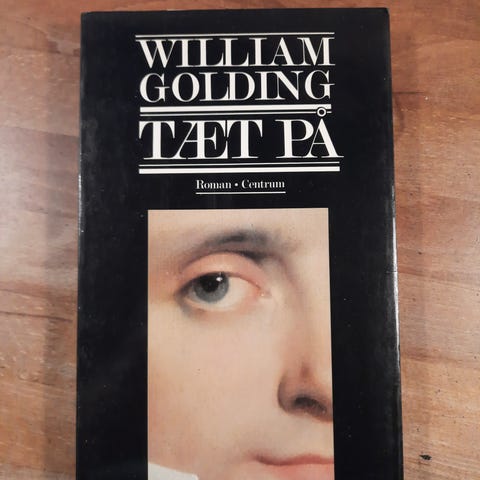 WILLIAM
GOLDING
TÆT PÅ
Roman • Centrum